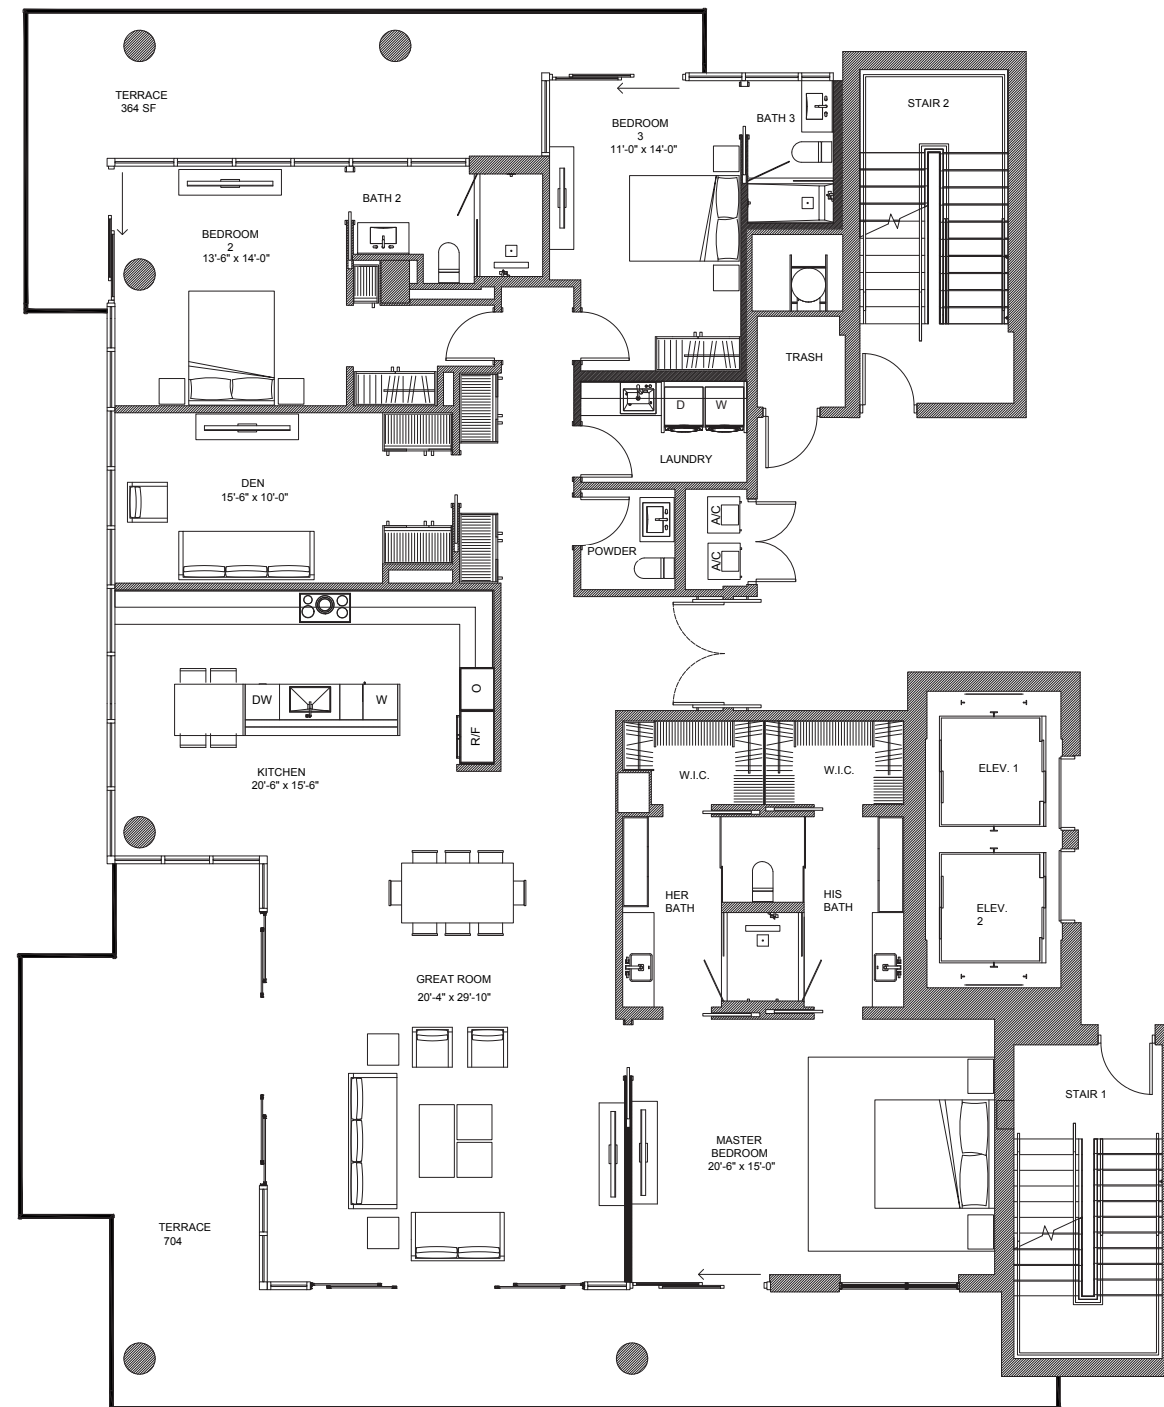 TERRACE
364 SF
STAIR 2
BEDROOM
3
11'-0" x 14'-0"
BATH 3
BATH 2
BEDROOM
2
13'-6" x 14'-0"
TRASH
D
W
LAUNDRY
DEN
15'-6" x 10'-0"
A/C
A/C
POWDER
DW
W
O
R/F
KITCHEN
20'-6" x 15'-6"
W.I.C.
W.I.C.
ELEV. 1
HER
BATH
HIS
BATH
ELEV.
2
GREAT ROOM
20'-4" x 29'-10"
STAIR 1
MASTER
BEDROOM
20'-6" x 15'-0"
TERRACE
704